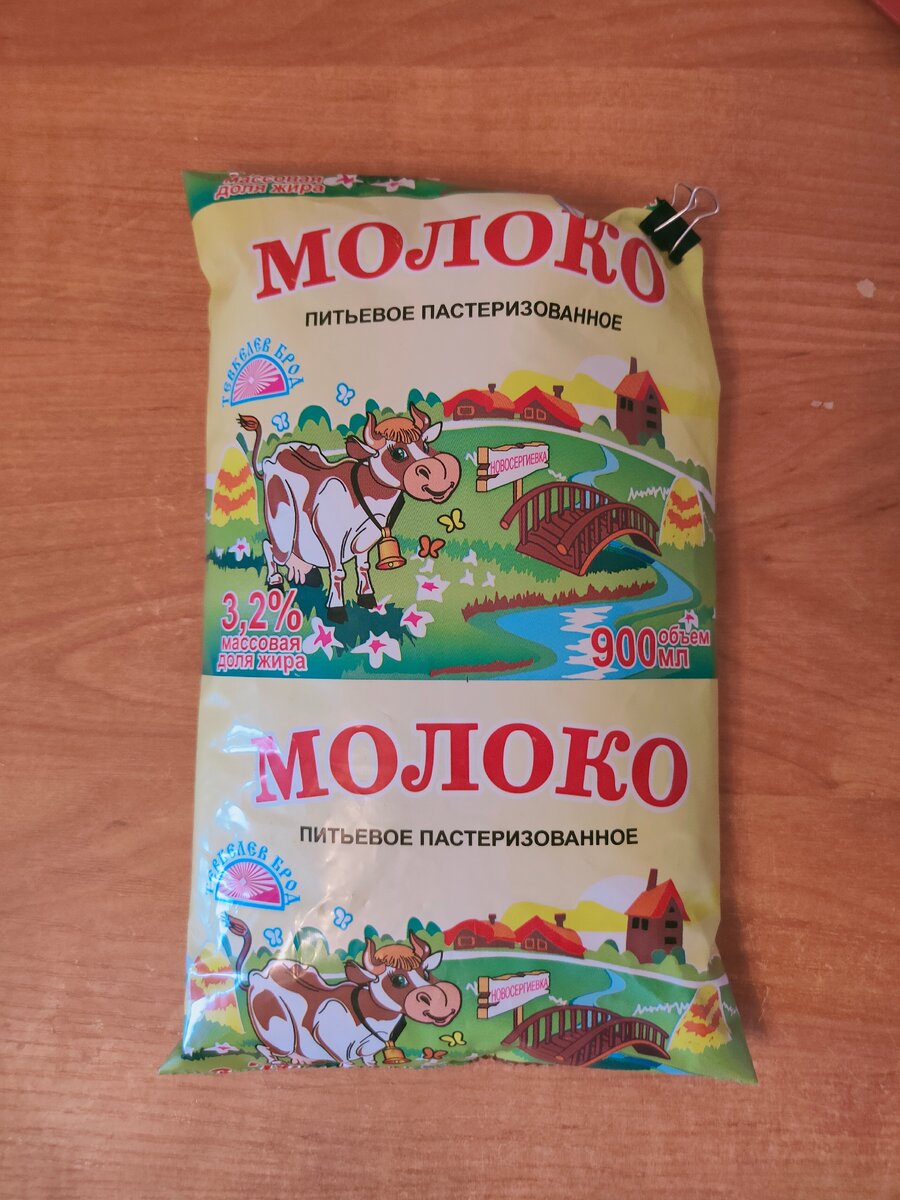 массовая
доля жира
МОЛОКО
ПИТЬЕВОЕ ПАСТЕРИЗОВАННОЕ
ТЕВКЕЛЕВ БРОД
НОВОСЕРГИЕВКА
3,2%
массовая
доля жира
900 объем
мл
МОЛОКО
ПИТЬЕВОЕ ПАСТЕРИЗОВАННОЕ
ТЕВКЕЛЕВ БРОД
НОВОСЕРГИЕВКА